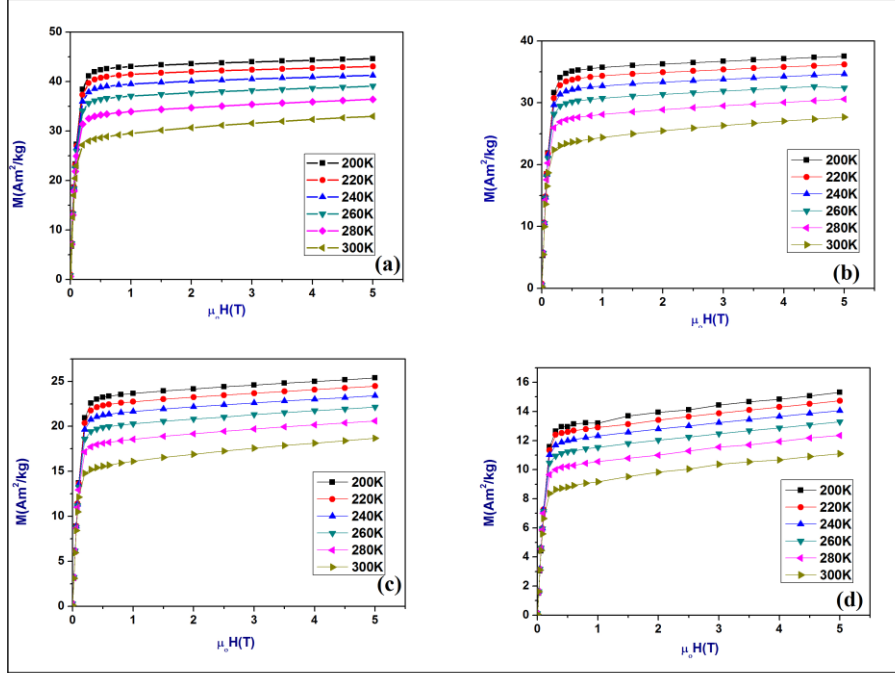 M(Am²/kg)
50
40
30
20
10
0
200K
220K
240K
260K
280K
300K
(a)
0 1 2 3 4 5
μₒH(T)
M(Am²/kg)
40
30
20
10
0
200K
220K
240K
260K
280K
300K
(b)
0 1 2 3 4 5
μₒH(T)
M(Am²/kg)
25
20
15
10
5
0
200K
220K
240K
260K
280K
300K
(c)
0 1 2 3 4 5
μₒH(T)
M(Am²/kg)
16
14
12
10
8
6
4
2
0
200K
220K
240K
260K
280K
300K
(d)
0 1 2 3 4 5
μₒH(T)